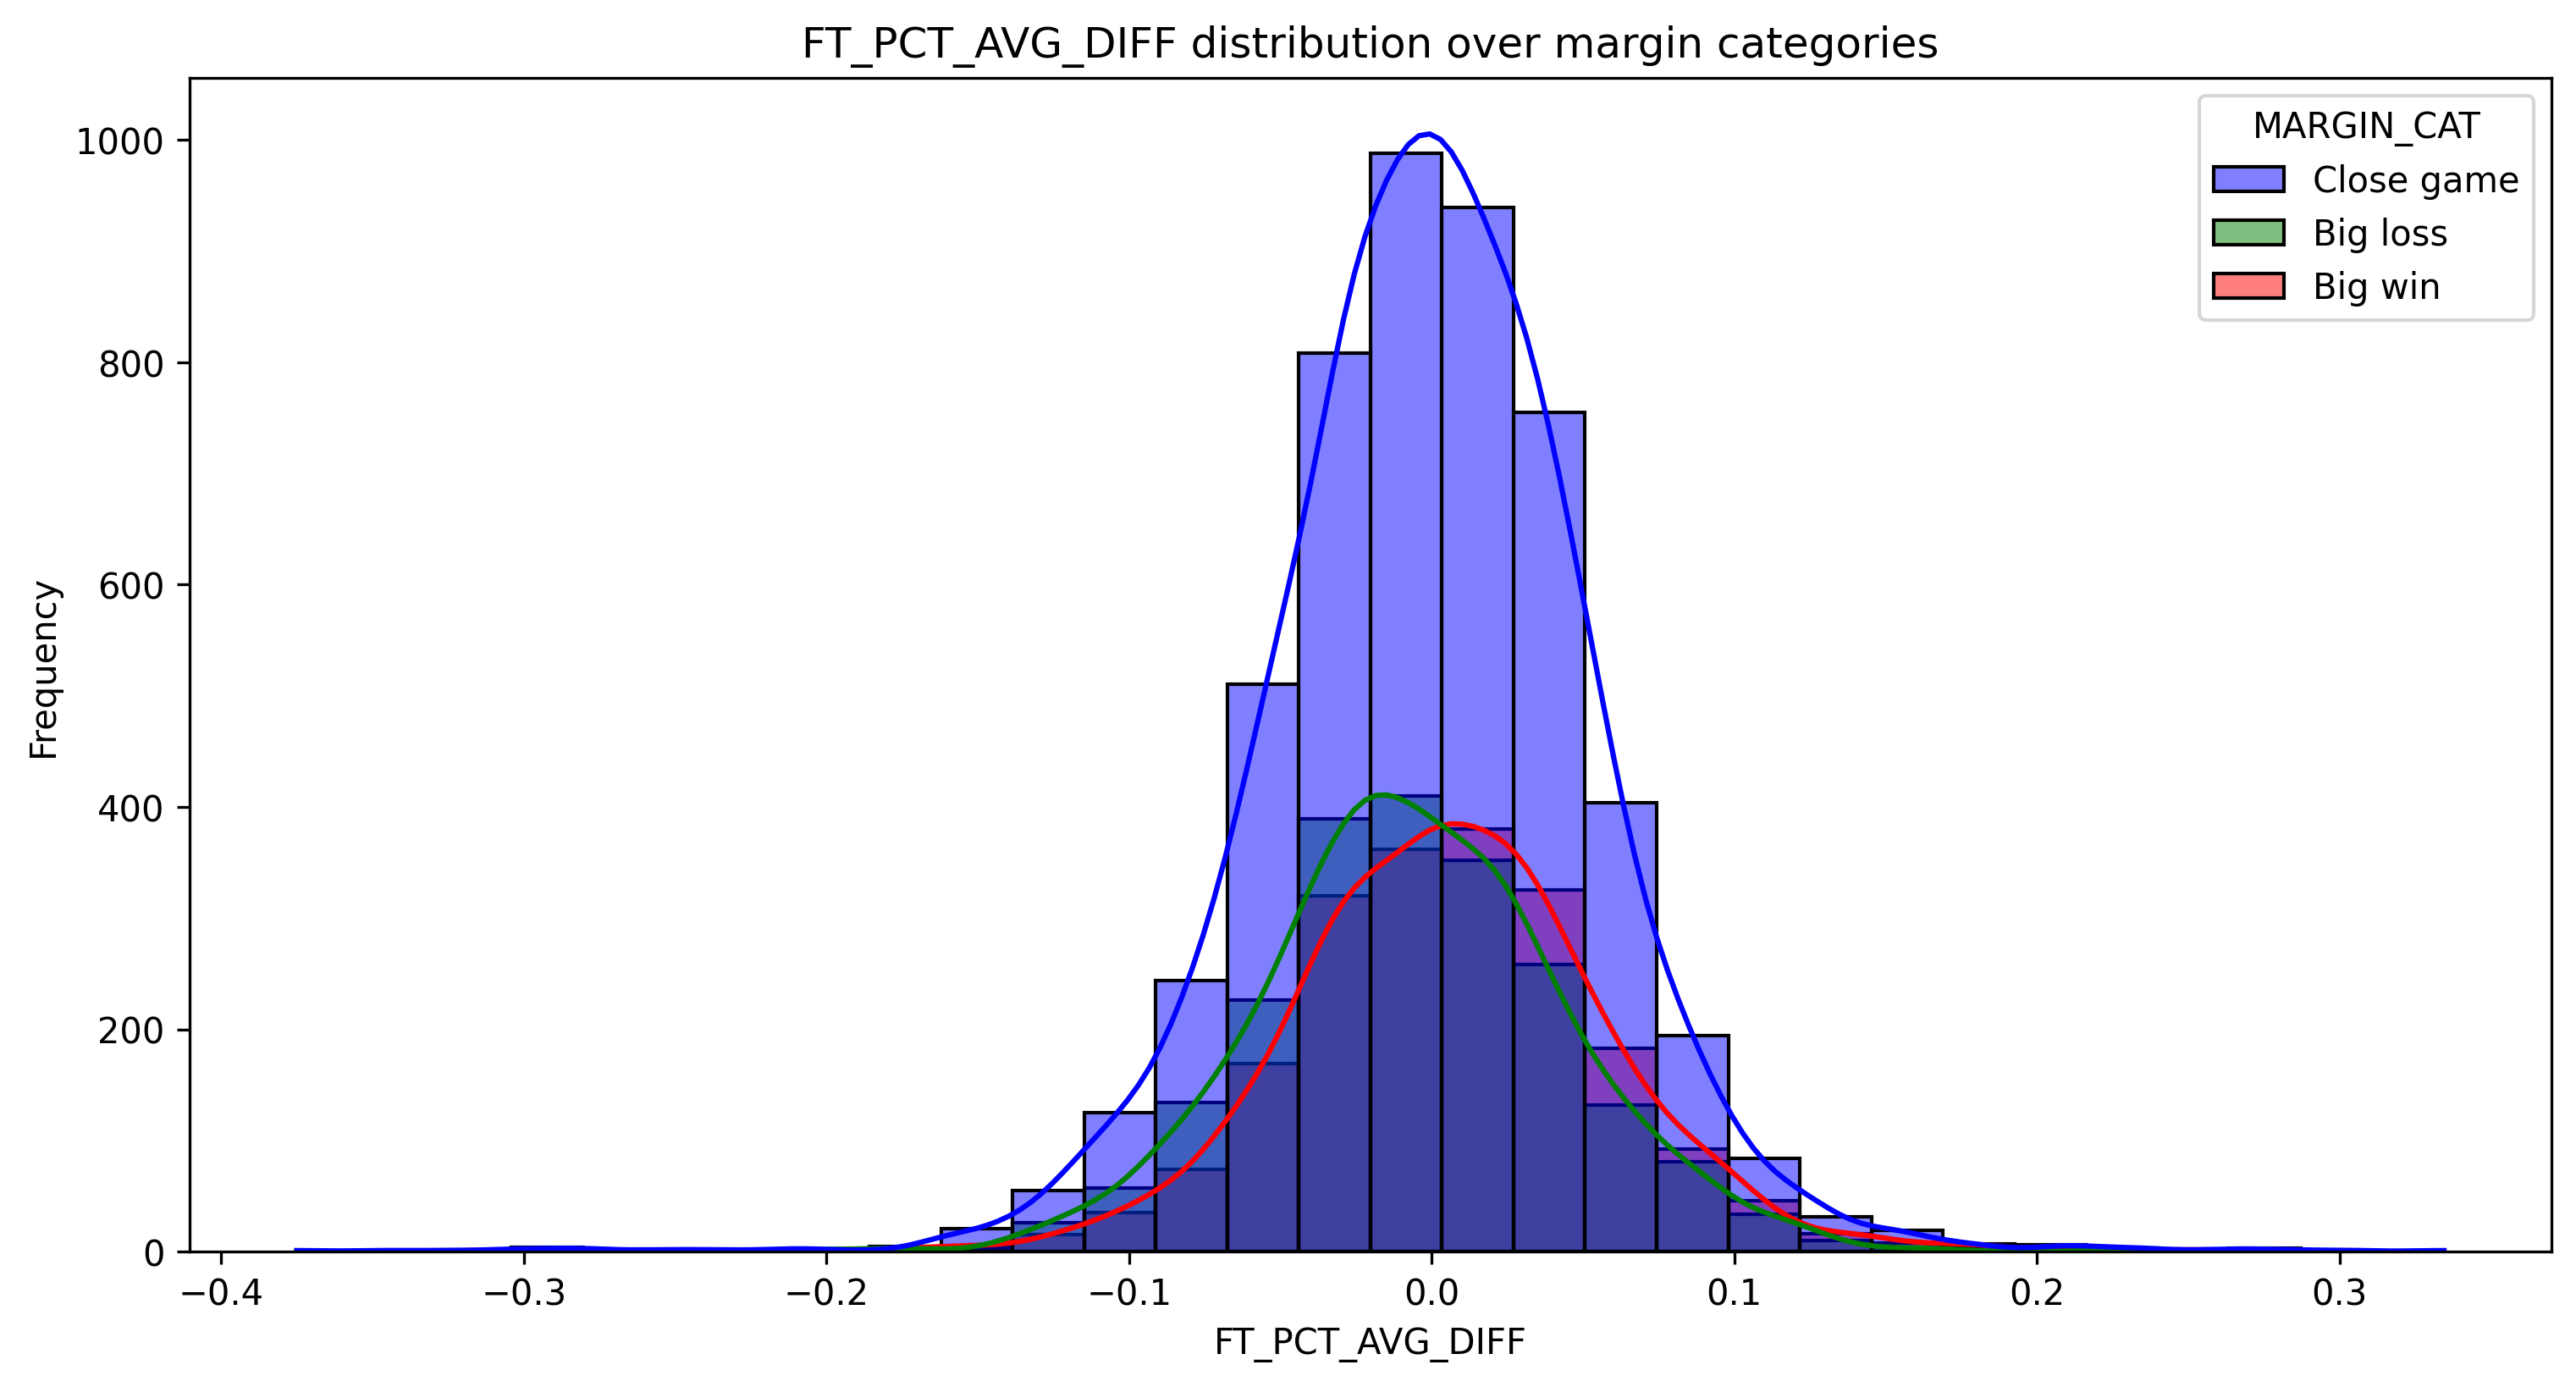 FT_PCT_AVG_DIFF distribution over margin categories
MARGIN_CAT
Close game
Big loss
Big win
Frequency
1000
800
600
400
200
0
−0.4 −0.3 −0.2 −0.1 0.0 0.1 0.2 0.3
FT_PCT_AVG_DIFF